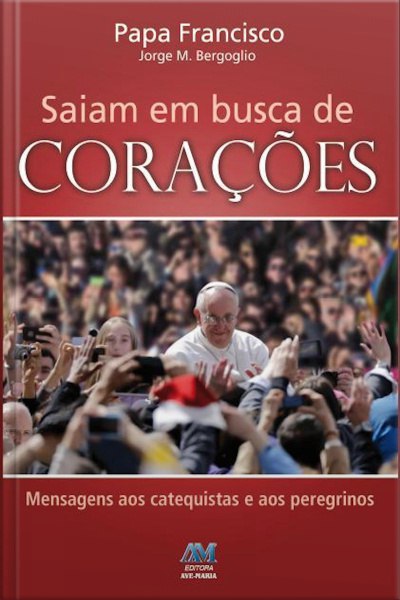 Papa Francisco
Jorge M. Bergoglio
Saiam em busca de
CORAÇÕES
Mensagens aos catequistas e aos peregrinos
AM
EDITORA
AVE-MARIA